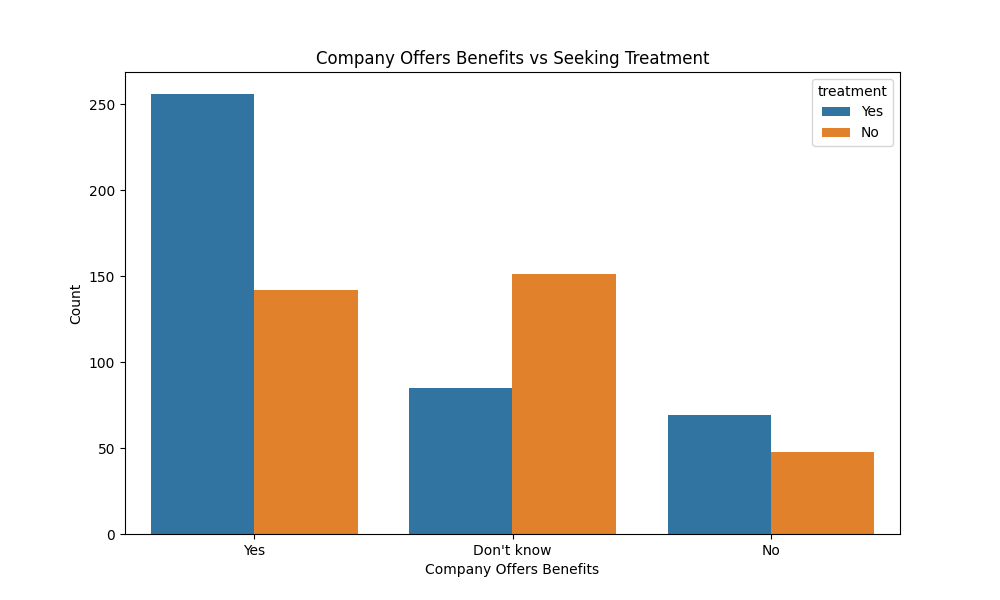 Company Offers Benefits vs Seeking Treatment
treatment
Yes
No
250
200
150
100
50
0
Count
Yes
Don't know
No
Company Offers Benefits